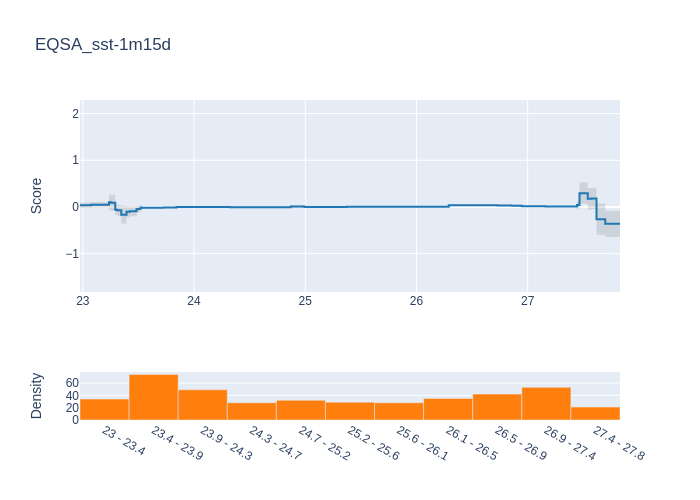 EQSA_sst-1m15d
Score
2
1
0
−1
23 24 25 26 27
Density
60
40
20
0
23 - 23.4
23.4 - 23.9
23.9 - 24.3
24.3 - 24.7
24.7 - 25.2
25.2 - 25.6
25.6 - 26.1
26.1 - 26.5
26.5 - 26.9
26.9 - 27.4
27.4 - 27.8